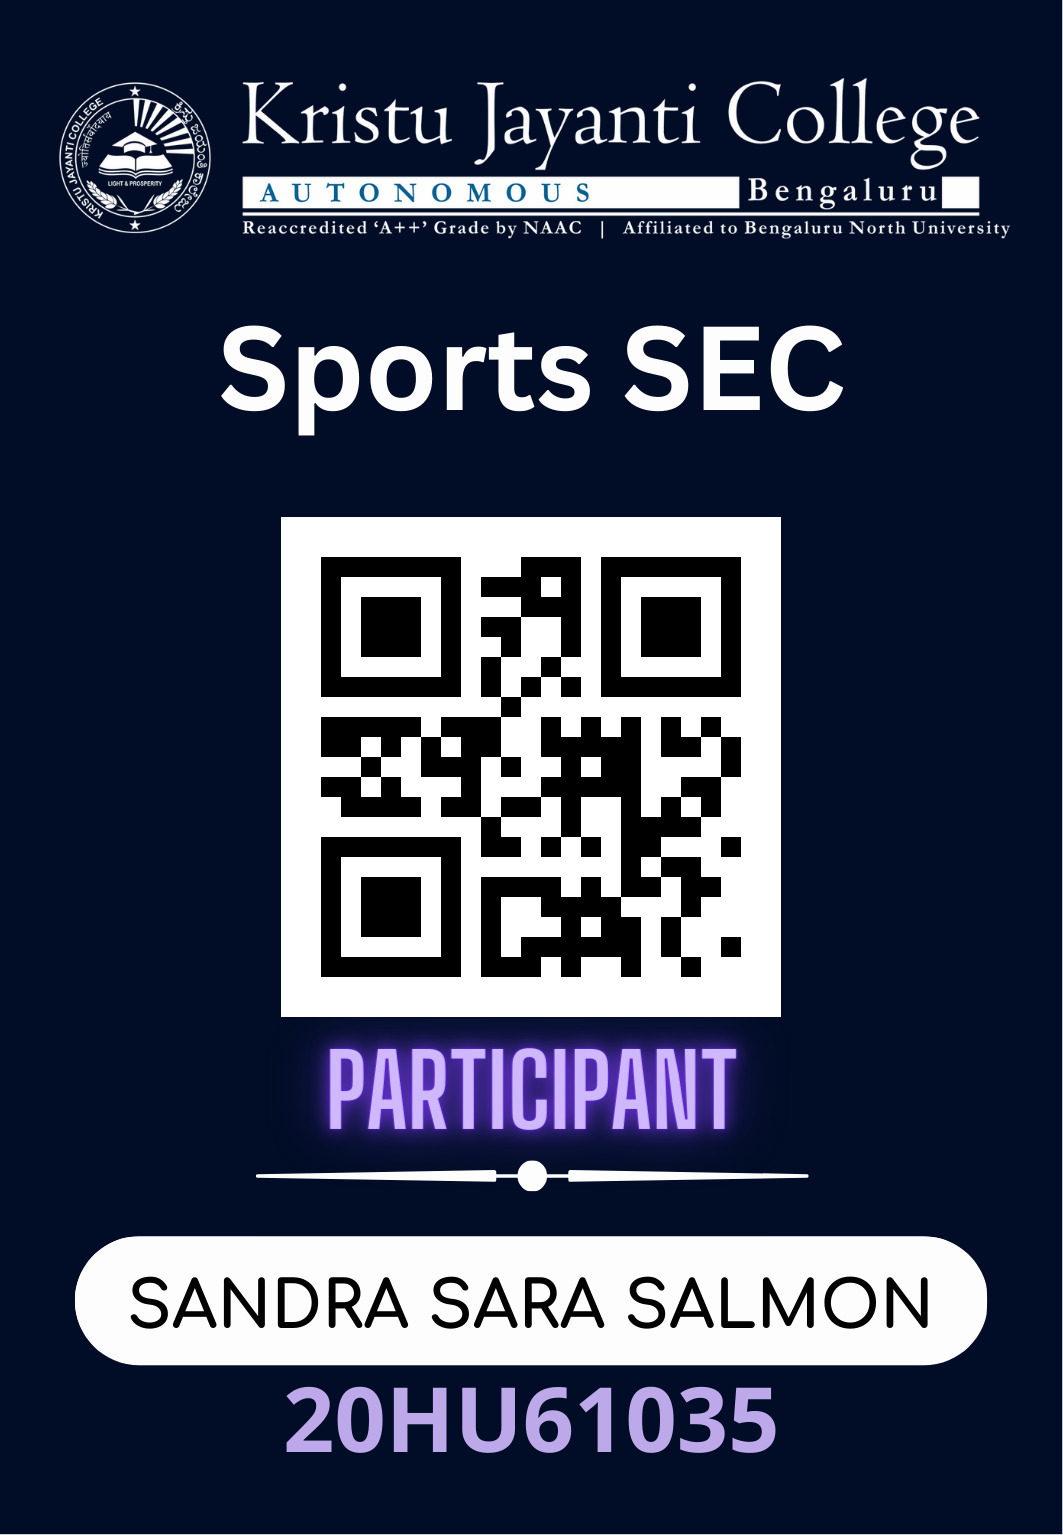 Kristu Jayanti College
AUTONOMOUS Bengaluru
Reaccredited ‘A++’ Grade by NAAC | Affiliated to Bengaluru North University
KRISTU JAYANTI COLLEGE
LIGHT & PROSPERITY
Sports SEC
PARTICIPANT
SANDRA SARA SALMON
20HU61035